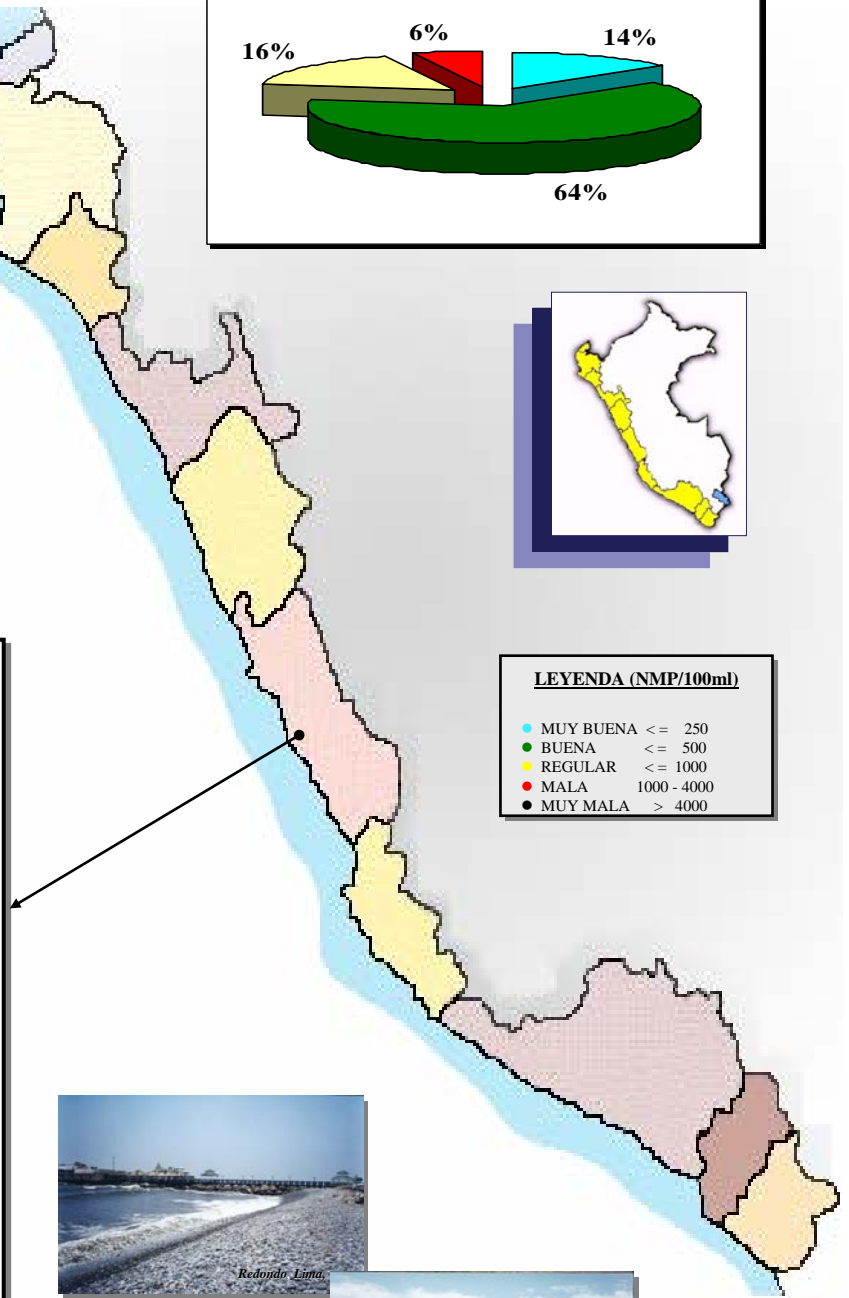 6%
14%
16%
64%
LEYENDA (NMP/100ml)
MUY BUENA <= 250
BUENA <= 500
REGULAR <= 1000
MALA 1000 - 4000
MUY MALA > 4000
Redondo Lima.